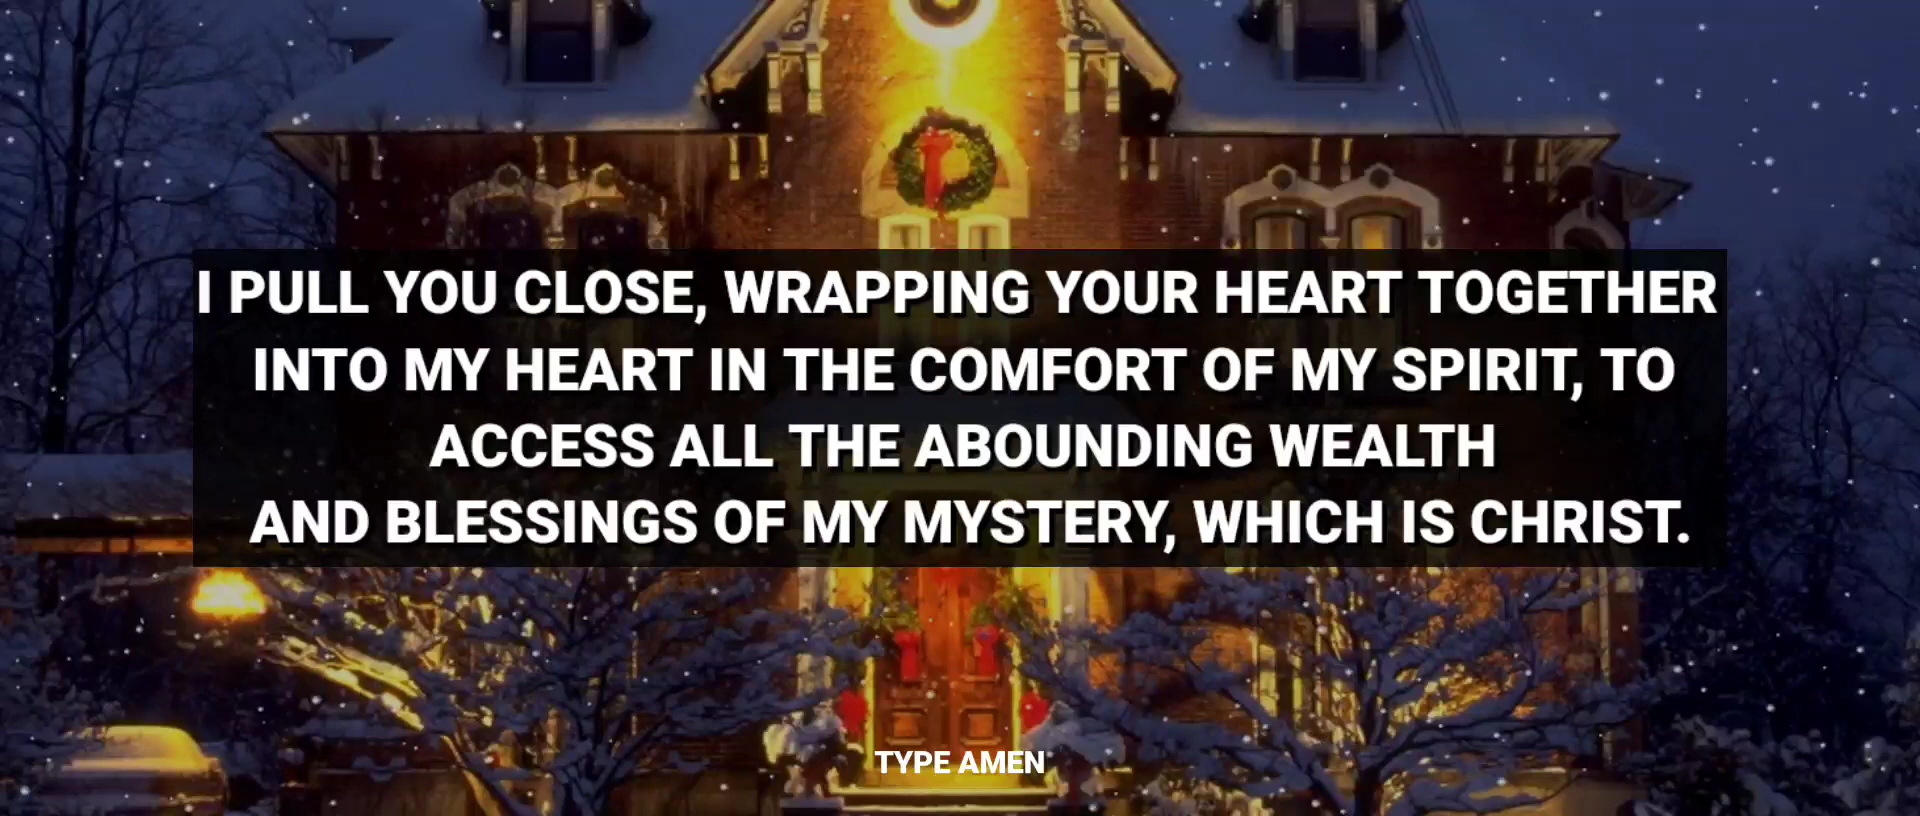 I PULL YOU CLOSE, WRAPPING YOUR HEART TOGETHER
INTO MY HEART IN THE COMFORT OF MY SPIRIT, TO
ACCESS ALL THE ABOUNDING WEALTH
AND BLESSINGS OF MY MYSTERY, WHICH IS CHRIST.
TYPE AMEN